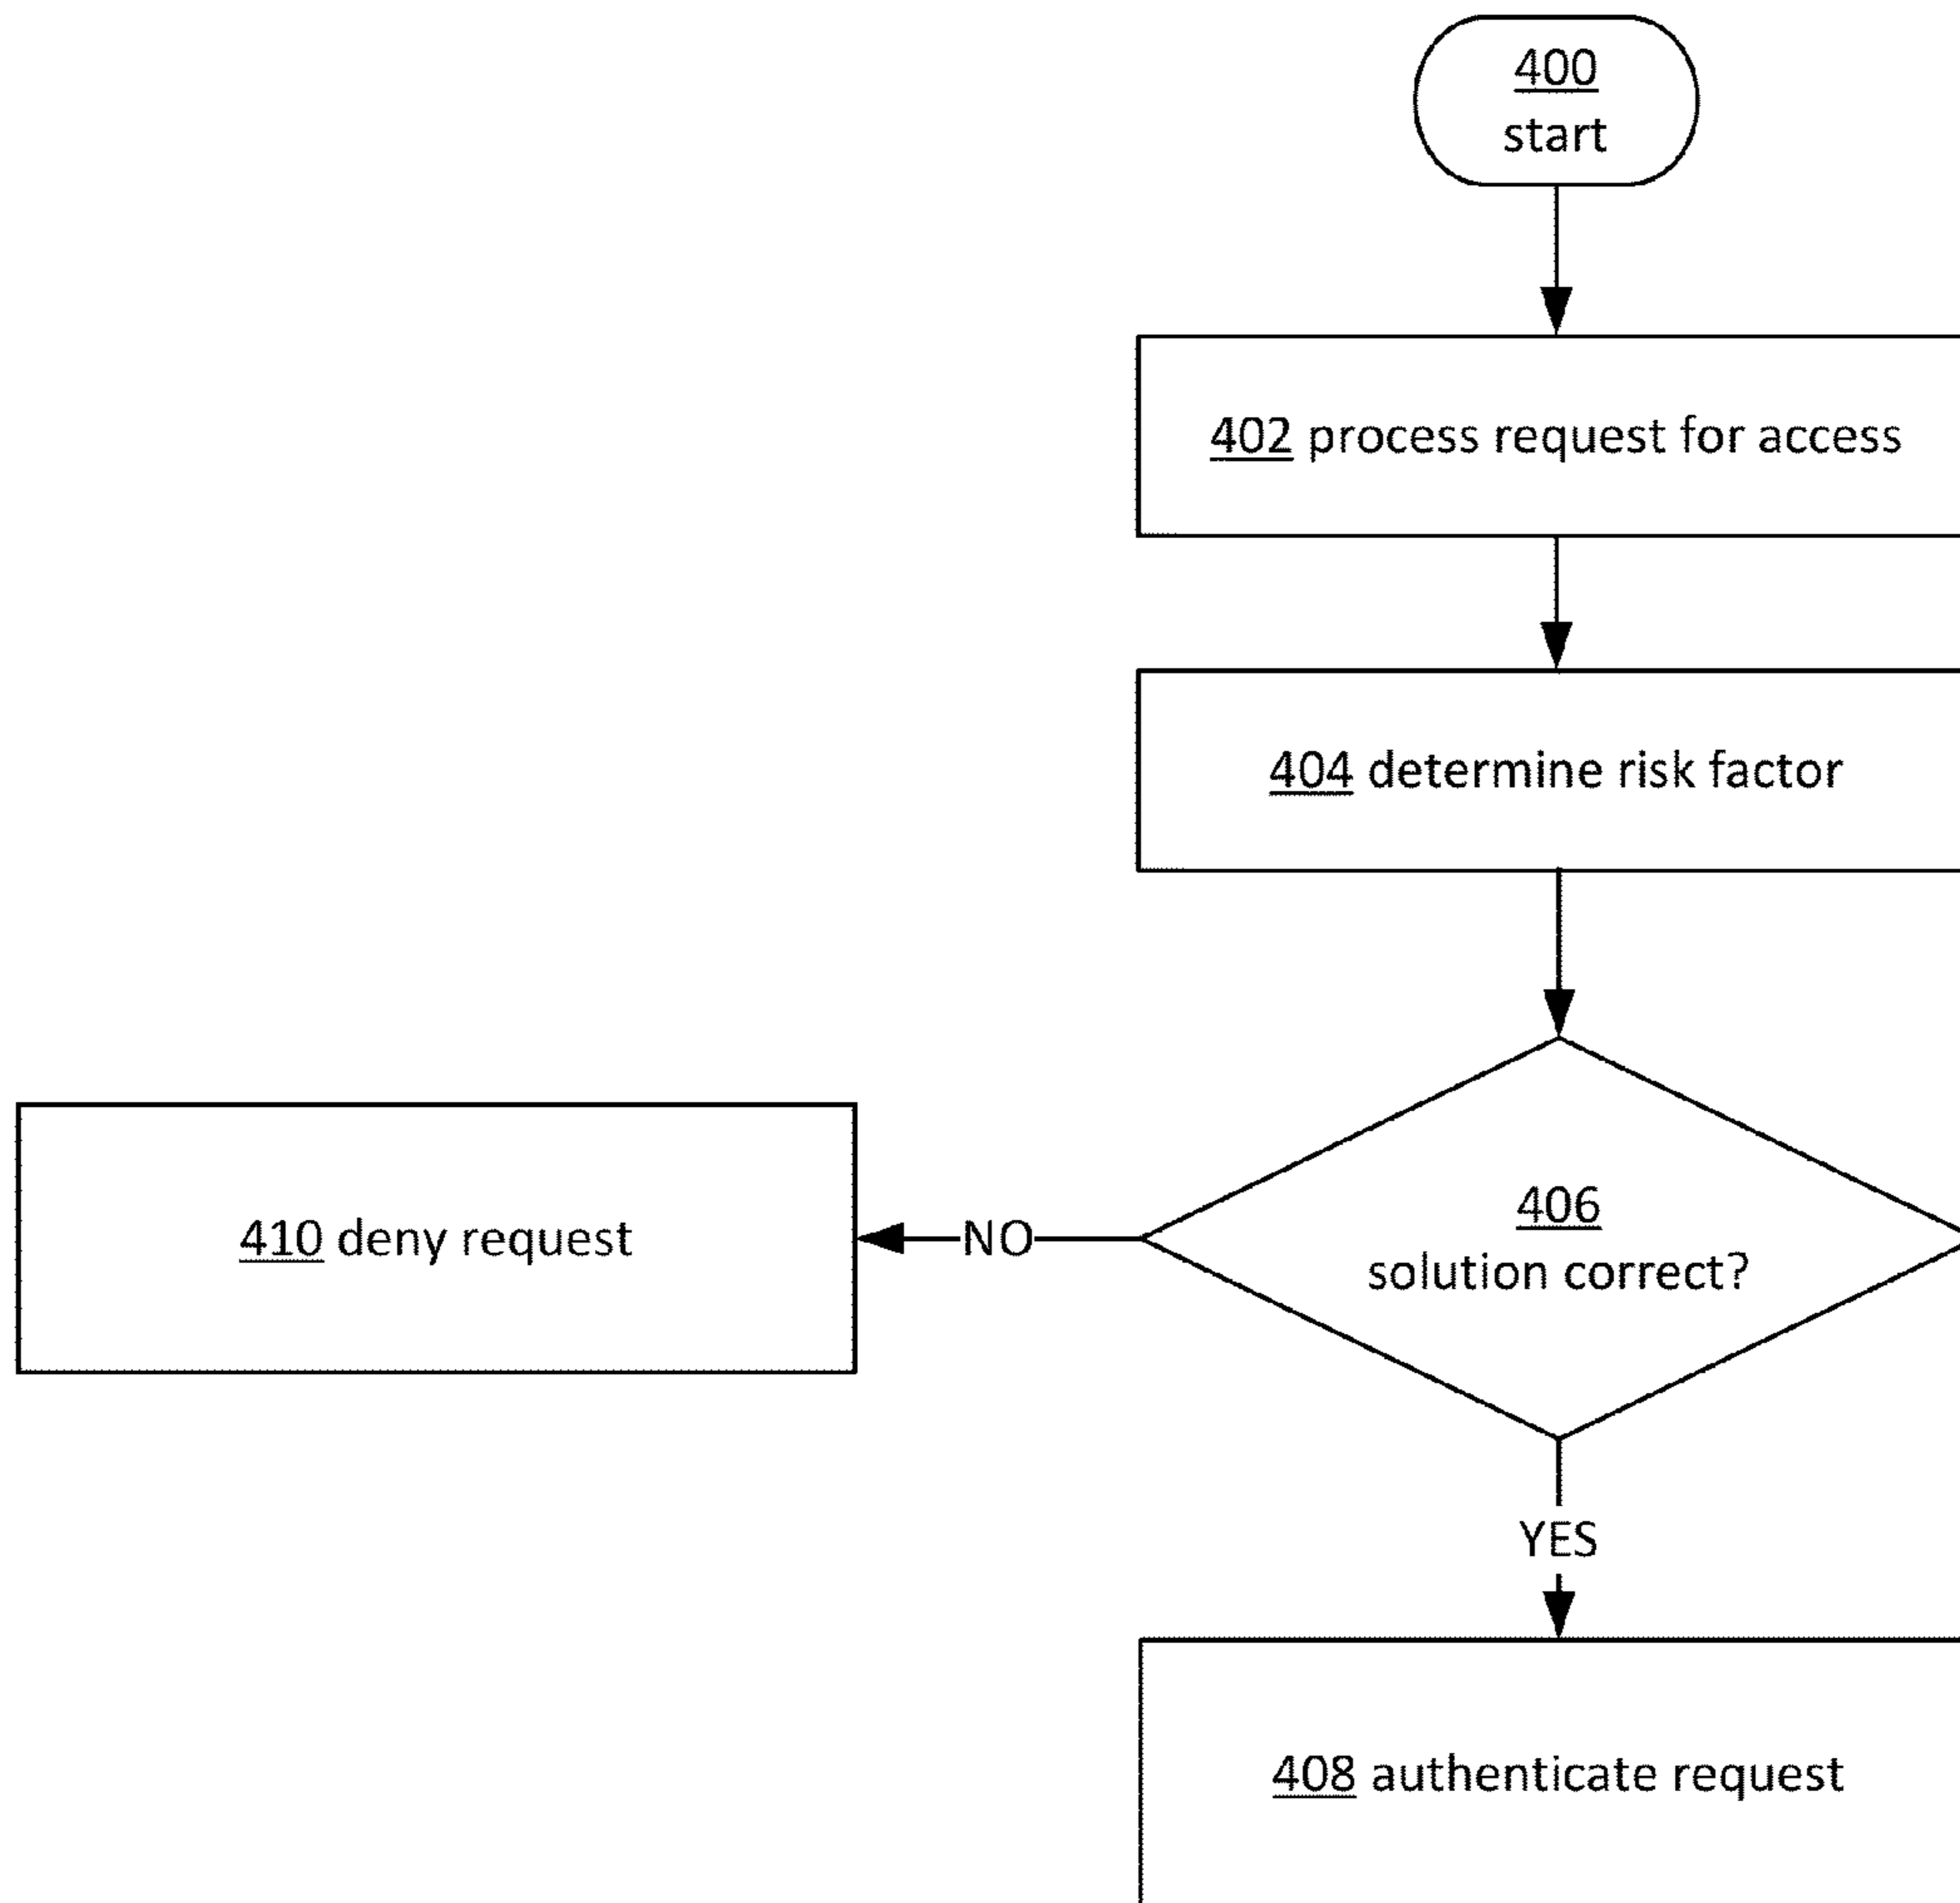 400
start
402 process request for access
404 determine risk factor
406
solution correct?
410 deny request
NO
YES
408 authenticate request